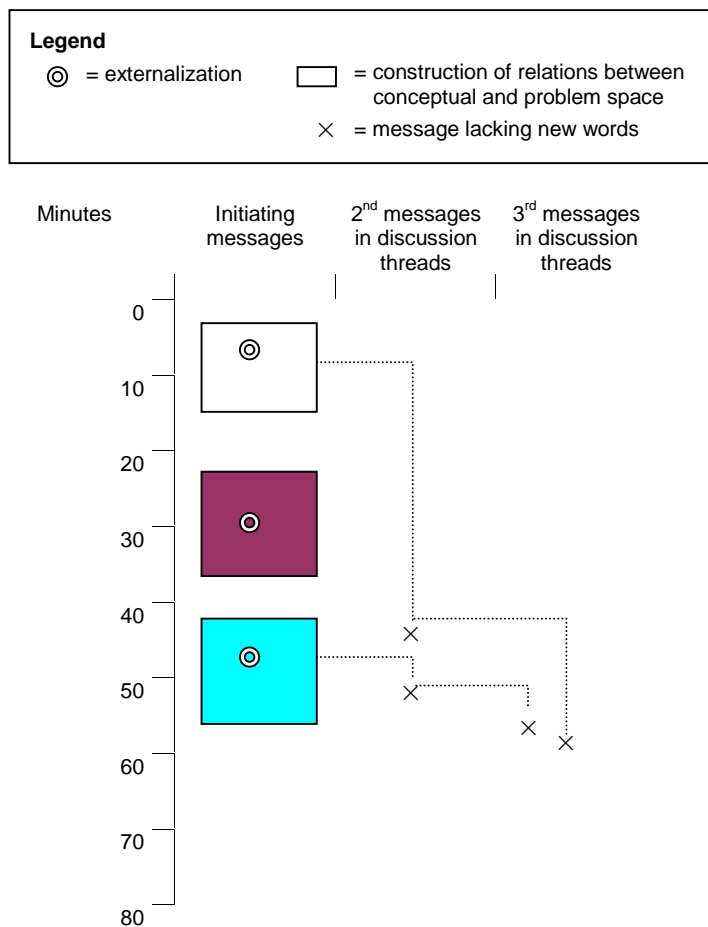 Legend
= externalization
= construction of relations between
conceptual and problem space
= message lacking new words
Minutes
Initiating
messages
2nd messages
in discussion
threads
3rd messages
in discussion
threads
0
10
20
30
40
50
60
70
80